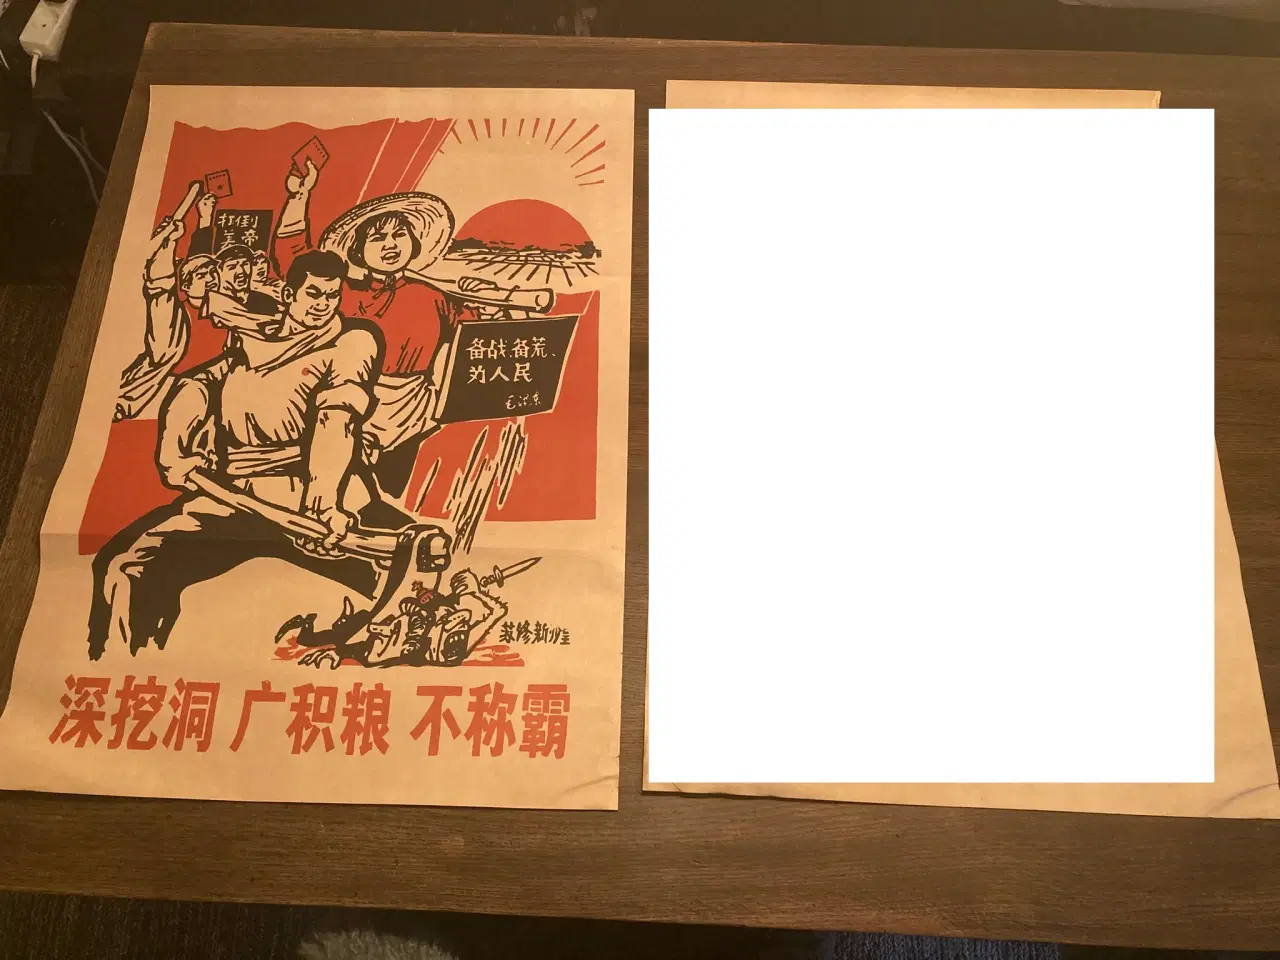 打倒
美帝
备战、备荒、
为人民
毛泽东
苏修新沙皇
深挖洞 广积粮 不称霸